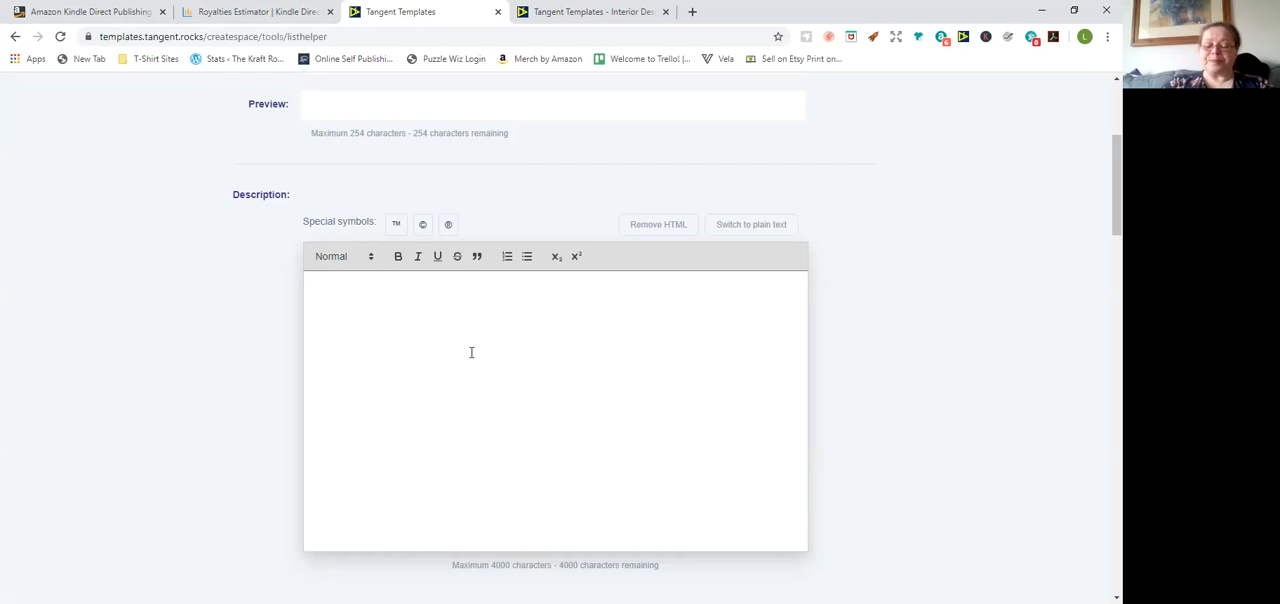 Amazon Kindle Direct Publishing
Royalties Estimator | Kindle Direc
Tangent Templates
Tangent Templates - Interior Des
templates.tangent.rocks/createspace/tools/listhelper
L
Apps
New Tab
T-Shirt Sites
Stats ‹ The Kraft Ro...
Online Self Publishi...
Puzzle Wiz Login
Merch by Amazon
Welcome to Trello! |...
Vela
Sell on Etsy Print on...
Preview:
Maximum 254 characters - 254 characters remaining
Description:
Special symbols: ™ © ®
Remove HTML
Switch to plain text
Normal B I U S ” X₂ X²
Maximum 4000 characters - 4000 characters remaining